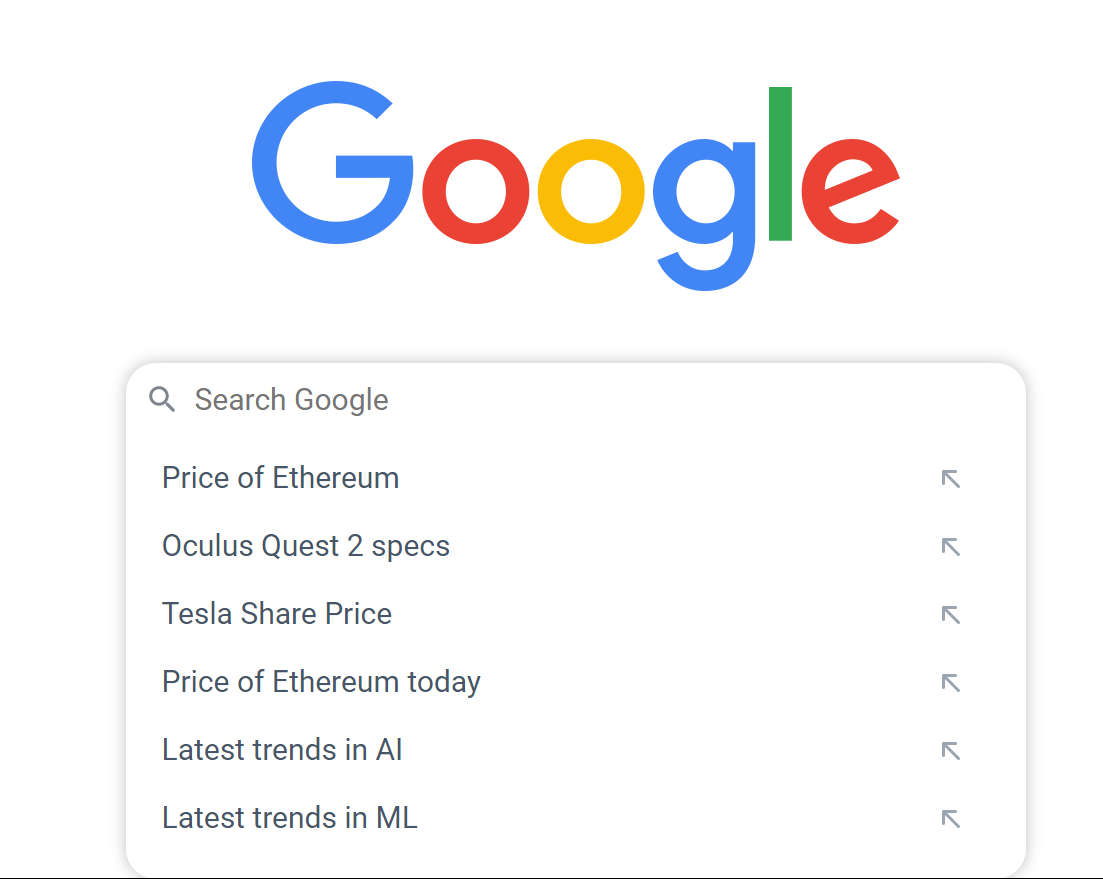 Google
Search Google
Price of Ethereum
Oculus Quest 2 specs
Tesla Share Price
Price of Ethereum today
Latest trends in AI
Latest trends in ML